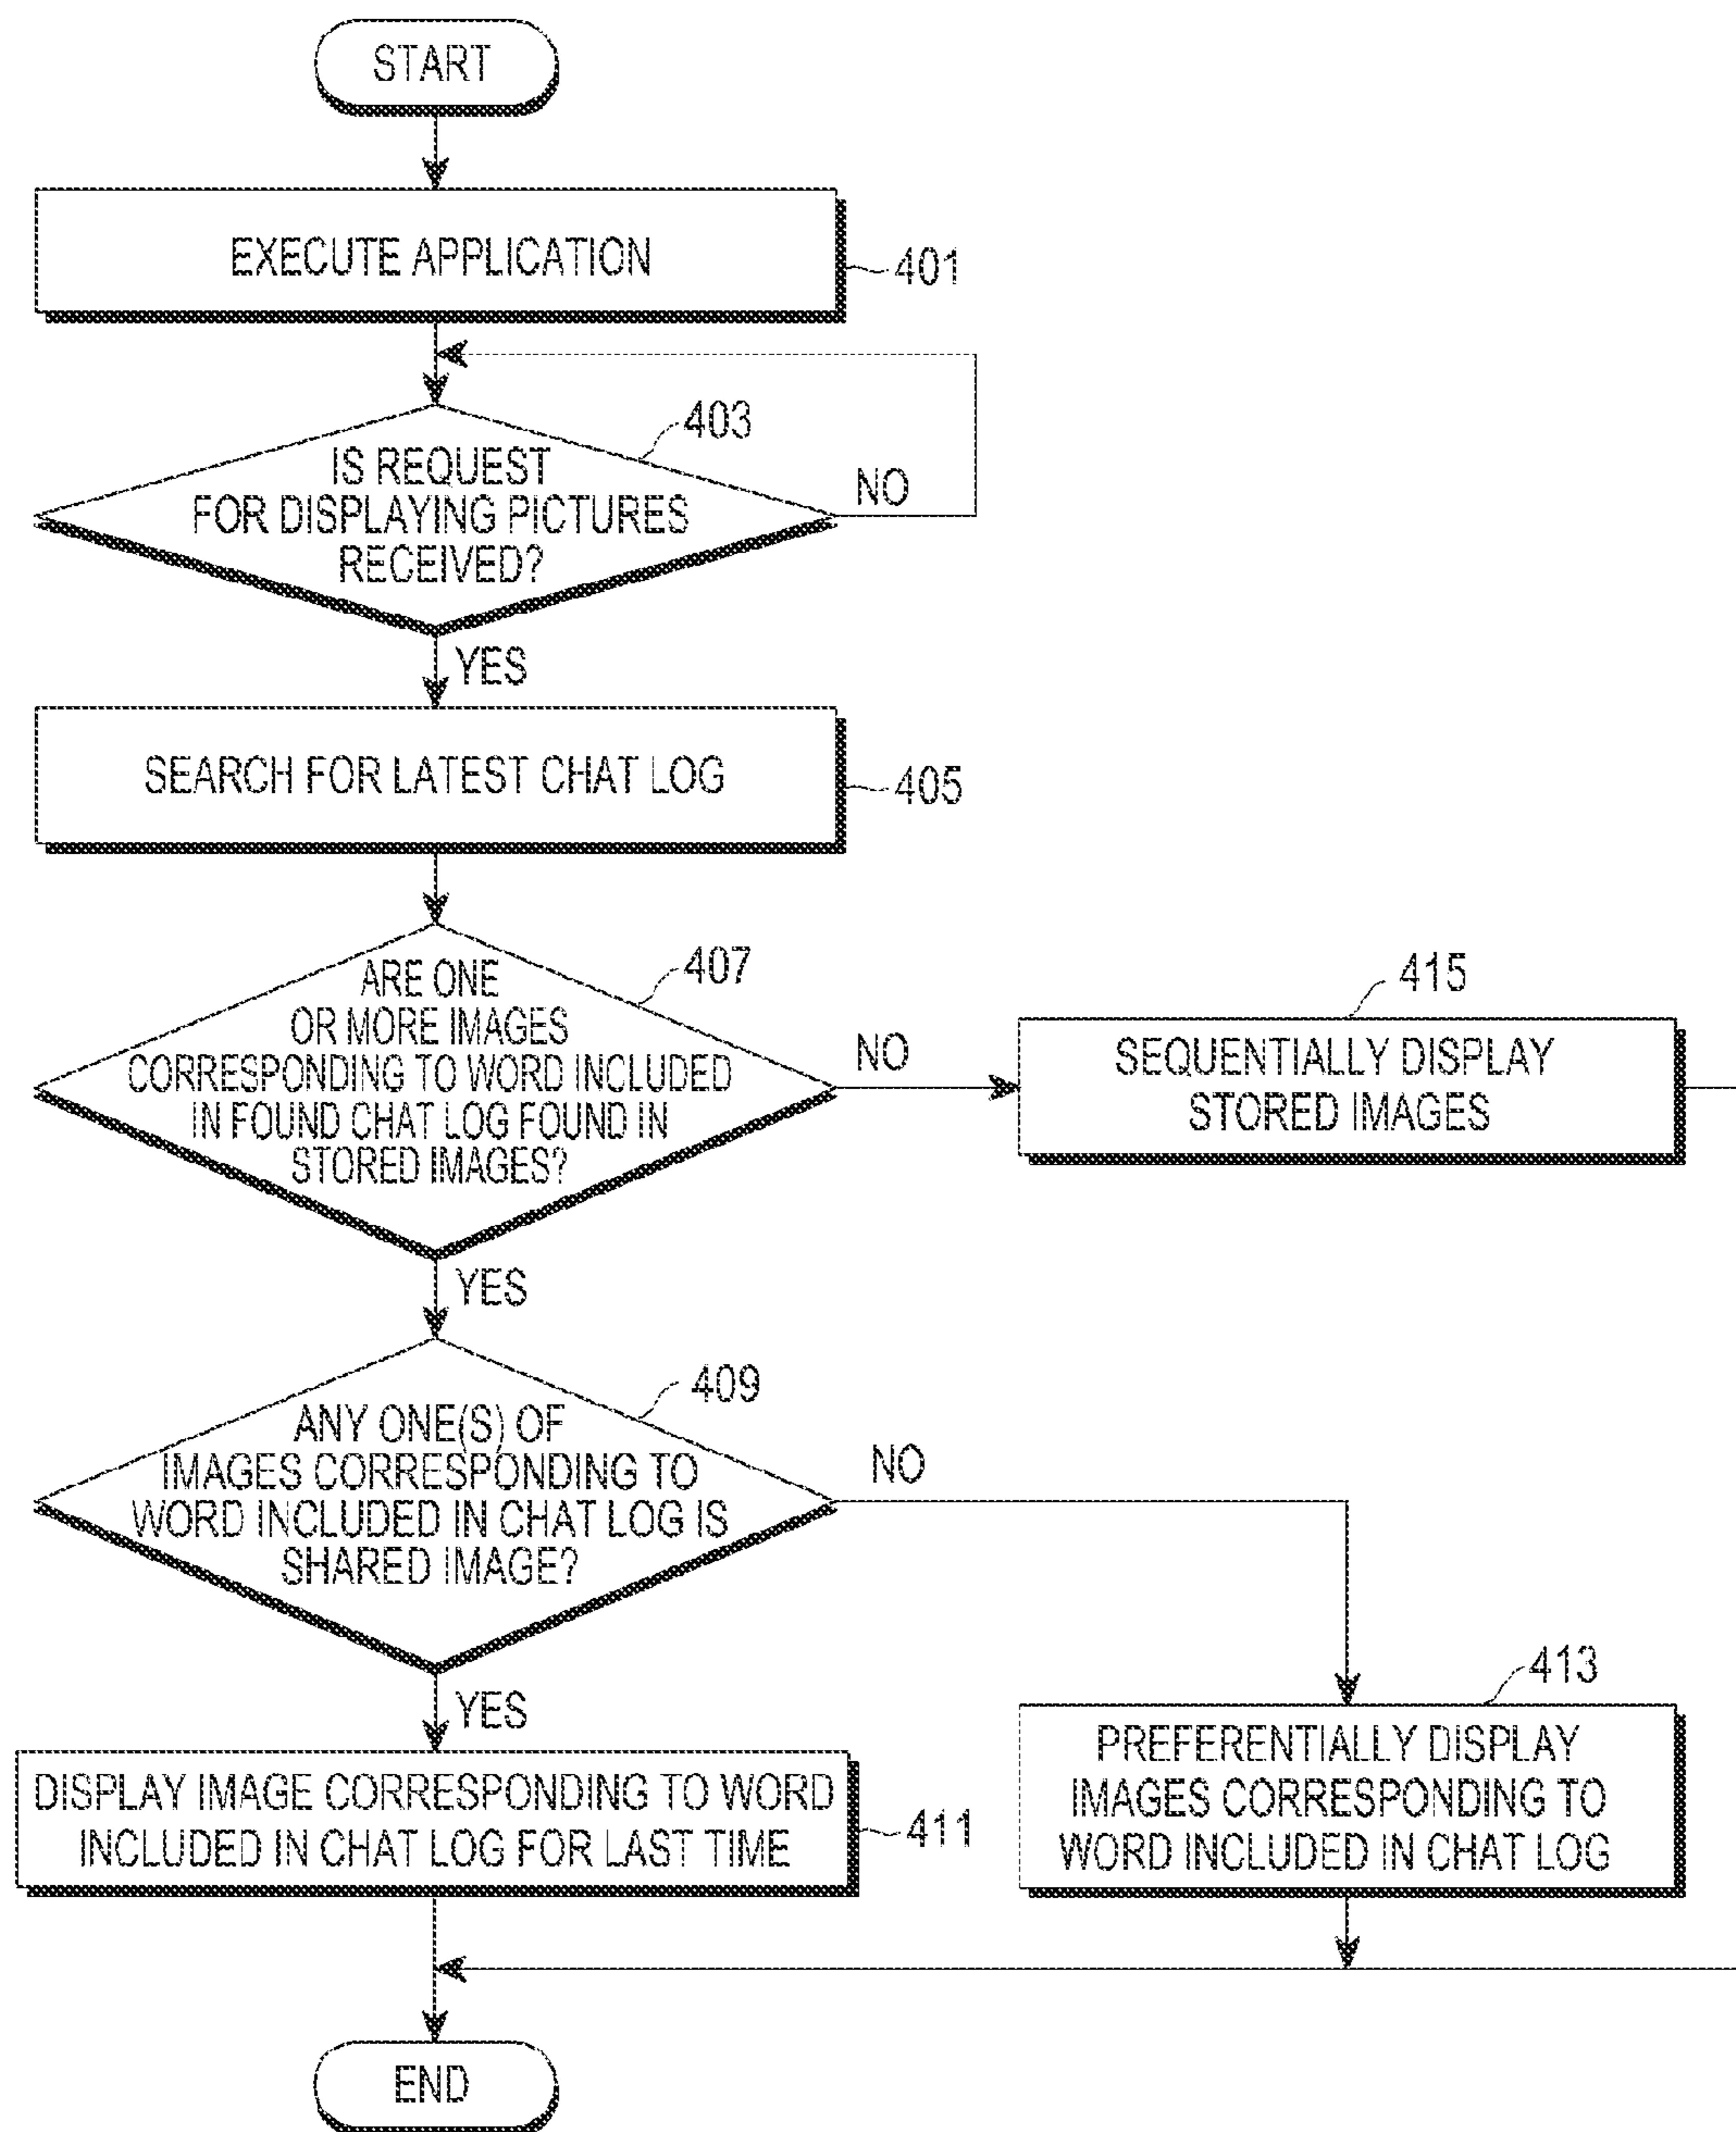 START
EXECUTE APPLICATION
401
403
IS REQUEST
FOR DISPLAYING PICTURES
RECEIVED?
NO
YES
SEARCH FOR LATEST CHAT LOG
405
407
ARE ONE
OR MORE IMAGES
CORRESPONDING TO WORD INCLUDED
IN FOUND CHAT LOG FOUND IN
STORED IMAGES?
NO
415
SEQUENTIALLY DISPLAY
STORED IMAGES
YES
409
ANY ONE(S) OF
IMAGES CORRESPONDING TO
WORD INCLUDED IN CHAT LOG IS
SHARED IMAGE?
NO
YES
413
PREFERENTIALLY DISPLAY
IMAGES CORRESPONDING TO
WORD INCLUDED IN CHAT LOG
DISPLAY IMAGE CORRESPONDING TO WORD
INCLUDED IN CHAT LOG FOR LAST TIME
411
END